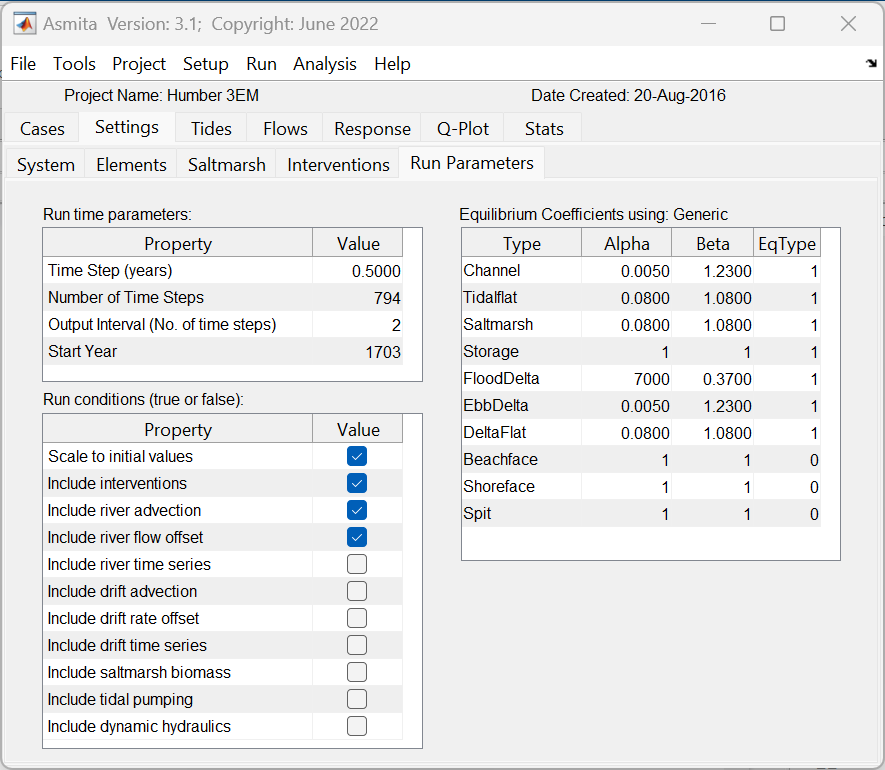 Asmita Version: 3.1; Copyright: June 2022
File Tools Project Setup Run Analysis Help
Project Name: Humber 3EM Date Created: 20-Aug-2016
Cases Settings Tides Flows Response Q-Plot Stats
System Elements Saltmarsh Interventions Run Parameters
Run time parameters:
Property Value
Time Step (years) 0.5000
Number of Time Steps 794
Output Interval (No. of time steps) 2
Start Year 1703
Run conditions (true or false):
Property Value
Scale to initial values
Include interventions
Include river advection
Include river flow offset
Include river time series
Include drift advection
Include drift rate offset
Include drift time series
Include saltmarsh biomass
Include tidal pumping
Include dynamic hydraulics
Equilibrium Coefficients using: Generic
Type Alpha Beta EqType
Channel 0.0050 1.2300 1
Tidalflat 0.0800 1.0800 1
Saltmarsh 0.0800 1.0800 1
Storage 1 1 1
FloodDelta 7000 0.3700 1
EbbDelta 0.0050 1.2300 1
DeltaFlat 0.0800 1.0800 1
Beachface 1 1 0
Shoreface 1 1 0
Spit 1 1 0